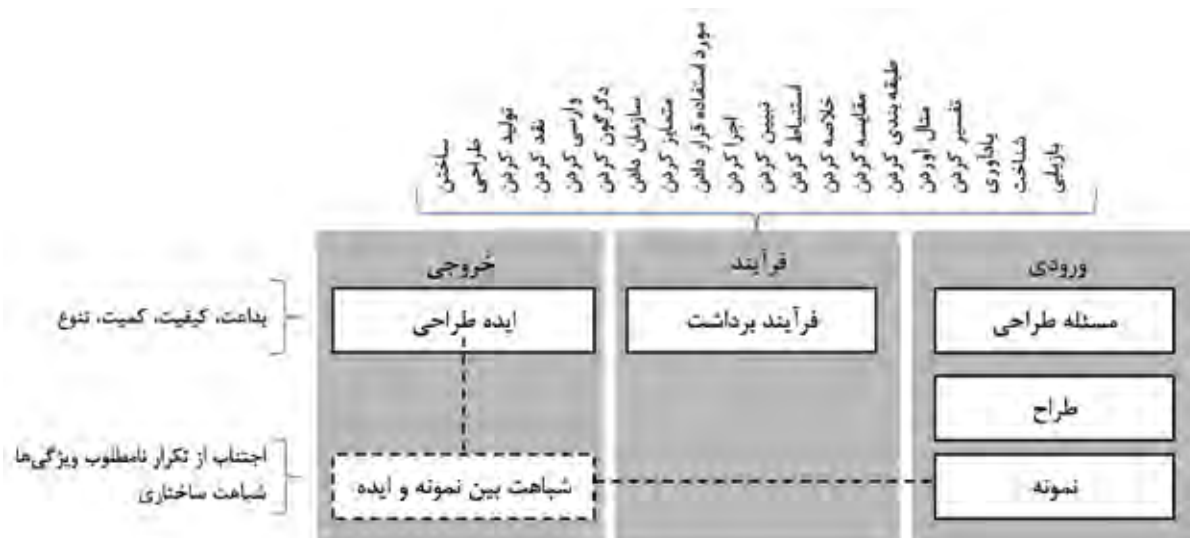 بازیابی
شناخت
یادآوری
تفسیر کردن
مثال آوردن
طبقه بندی کردن
مقایسه کردن
خلاصه کردن
استنباط کردن
تبیین کردن
اجرا کردن
مورد استفاده قرار دادن
متمایز کردن
سازمان دادن
دگرگون کردن
وارسی کردن
نقد کردن
تولید کردن
طراحی
ساختن
ورودی
فرآیند
خروجی
مسئله طراحی
فرآیند برداشت
ایده طراحی
بداعت، کیفیت، کمیت، تنوع
طراح
نمونه
شباهت بین نمونه و ایده
اجتناب از تکرار نامطلوب ویژگی‌ها
شباهت ساختاری